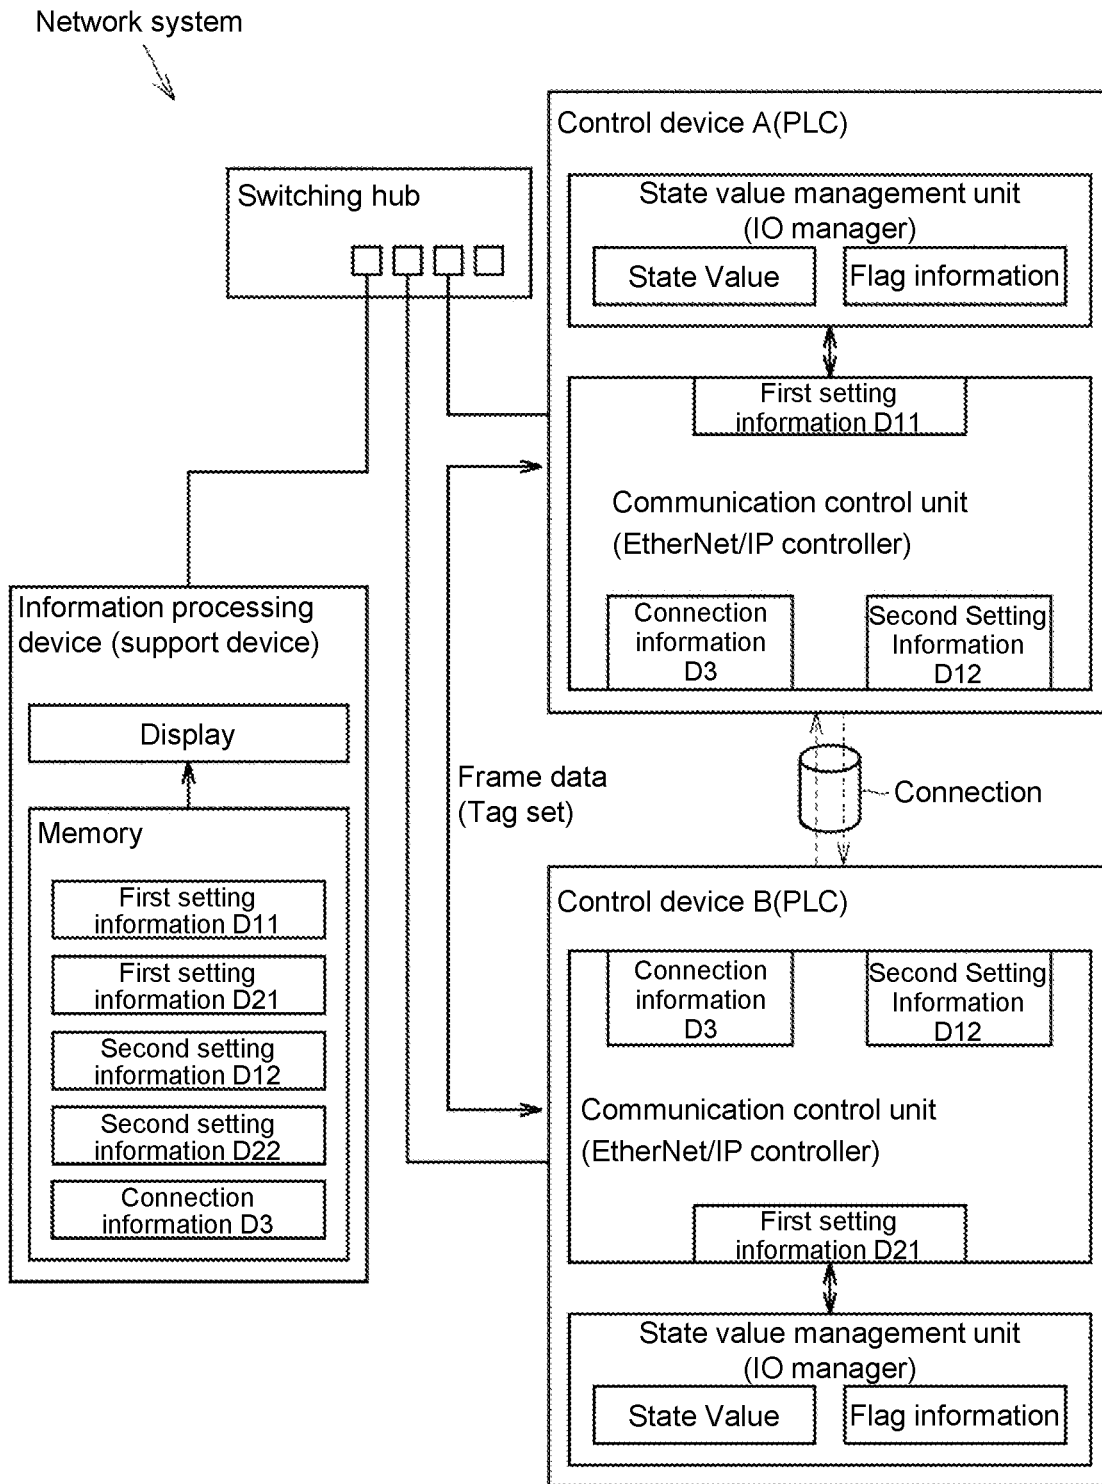 Network system
Control device A(PLC)
Switching hub
State value management unit
(IO manager)
State Value
Flag information
First setting
information D11
Communication control unit
(EtherNet/IP controller)
Connection
information
D3
Second Setting
Information
D12
Information processing
device (support device)
Display
Memory
First setting
information D11
First setting
information D21
Second setting
information D12
Second setting
information D22
Connection
information D3
Frame data
(Tag set)
Connection
Control device B(PLC)
Connection
information
D3
Second Setting
Information
D12
Communication control unit
(EtherNet/IP controller)
First setting
information D21
State value management unit
(IO manager)
State Value
Flag information